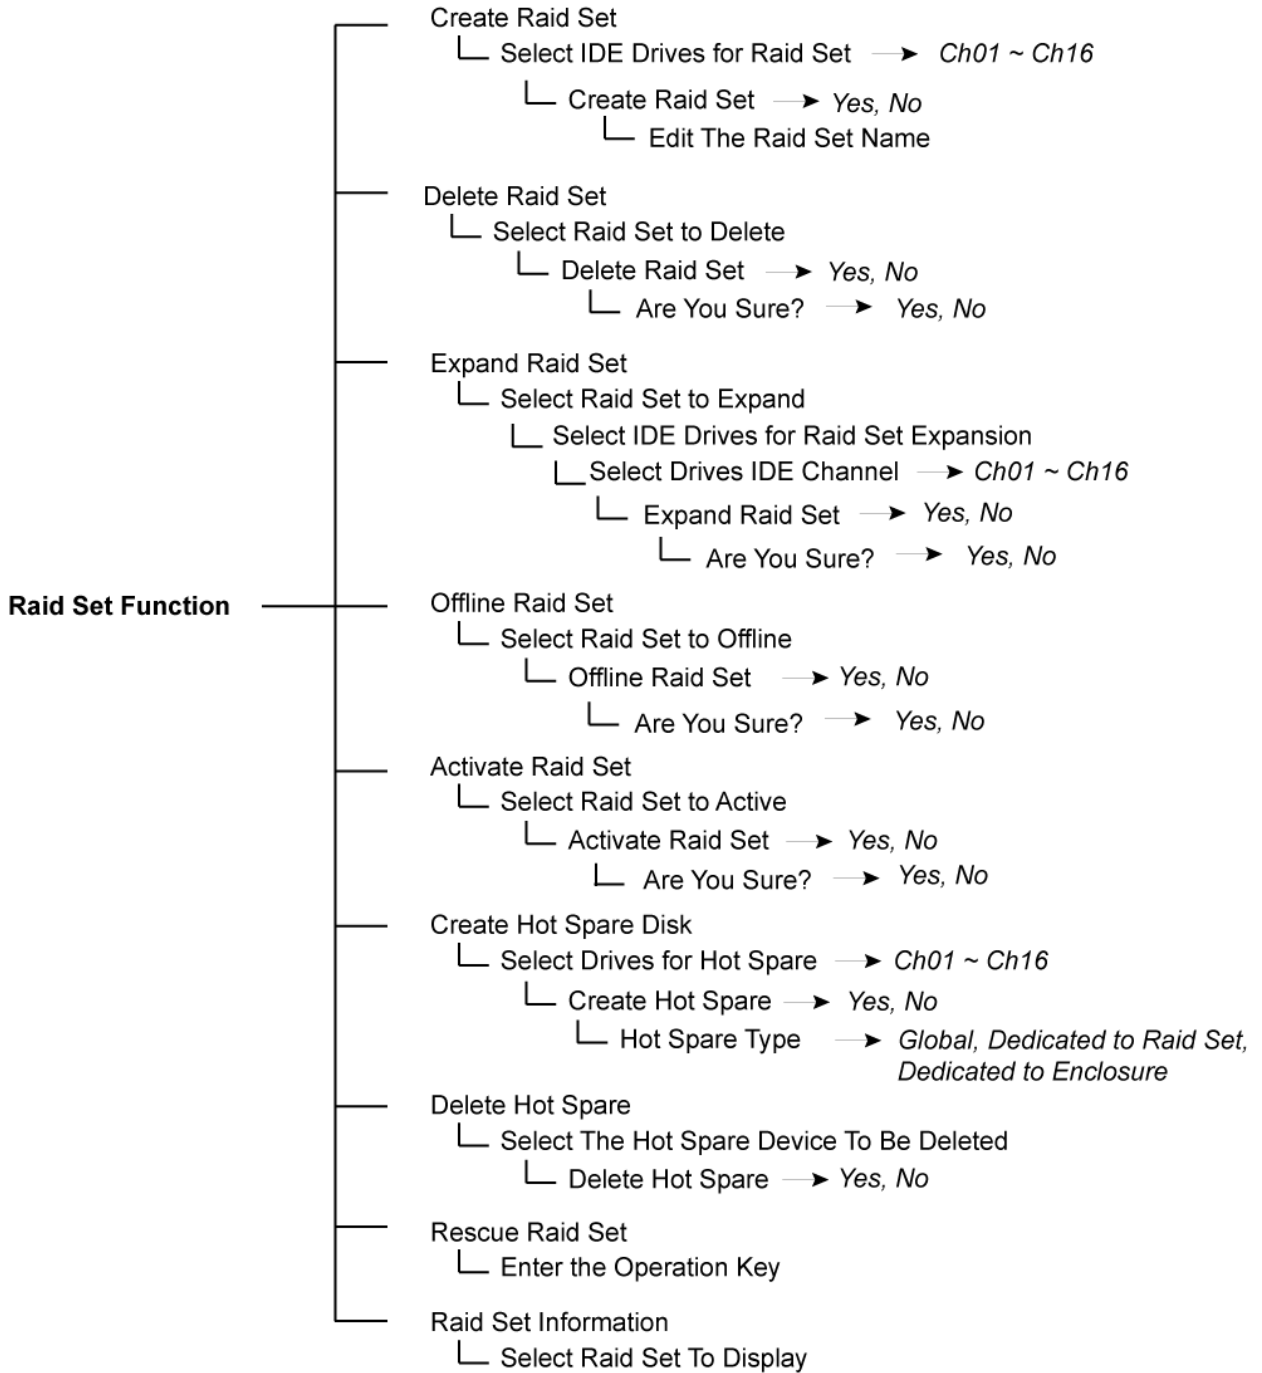 Create Raid Set
Select IDE Drives for Raid Set Ch01 ~ Ch16
Create Raid Set Yes, No
Edit The Raid Set Name
Delete Raid Set
Select Raid Set to Delete
Delete Raid Set Yes, No
Are You Sure? Yes, No
Expand Raid Set
Select Raid Set to Expand
Select IDE Drives for Raid Set Expansion
Select Drives IDE Channel Ch01 ~ Ch16
Expand Raid Set Yes, No
Are You Sure? Yes, No
Raid Set Function
Offline Raid Set
Select Raid Set to Offline
Offline Raid Set Yes, No
Are You Sure? Yes, No
Activate Raid Set
Select Raid Set to Active
Activate Raid Set Yes, No
Are You Sure? Yes, No
Create Hot Spare Disk
Select Drives for Hot Spare Ch01 ~ Ch16
Create Hot Spare Yes, No
Hot Spare Type Global, Dedicated to Raid Set,
Dedicated to Enclosure
Delete Hot Spare
Select The Hot Spare Device To Be Deleted
Delete Hot Spare Yes, No
Rescue Raid Set
Enter the Operation Key
Raid Set Information
Select Raid Set To Display